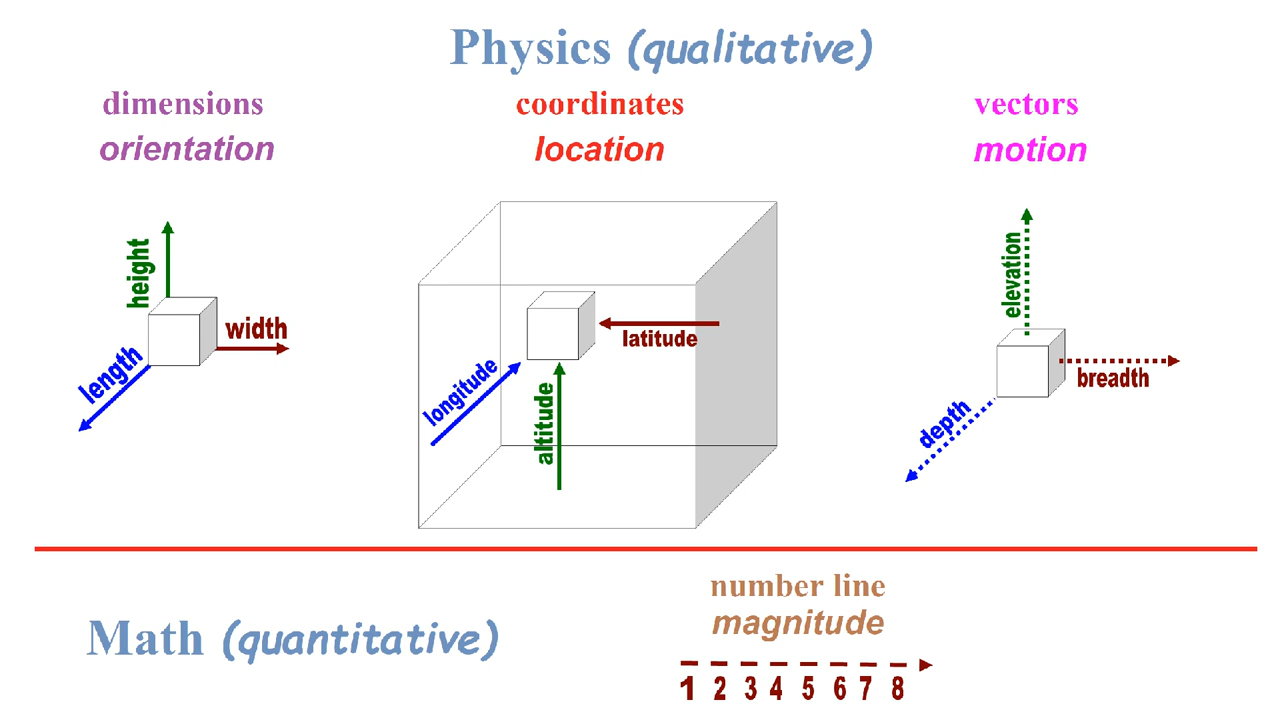 Physics (qualitative)
dimensions
orientation
coordinates
location
vectors
motion
height
width
length
longitude
altitude
latitude
elevation
breadth
depth
Math (quantitative)
number line
magnitude
1 2 3 4 5 6 7 8